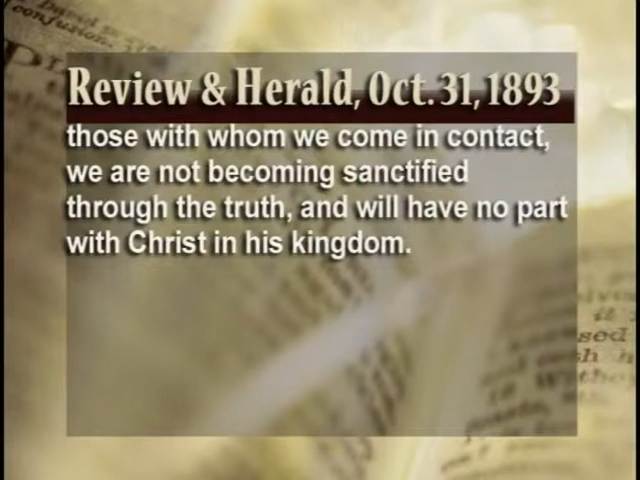 Review & Herald, Oct. 31, 1893
those with whom we come in contact,
we are not becoming sanctified
through the truth, and will have no part
with Christ in his kingdom.
confusion.